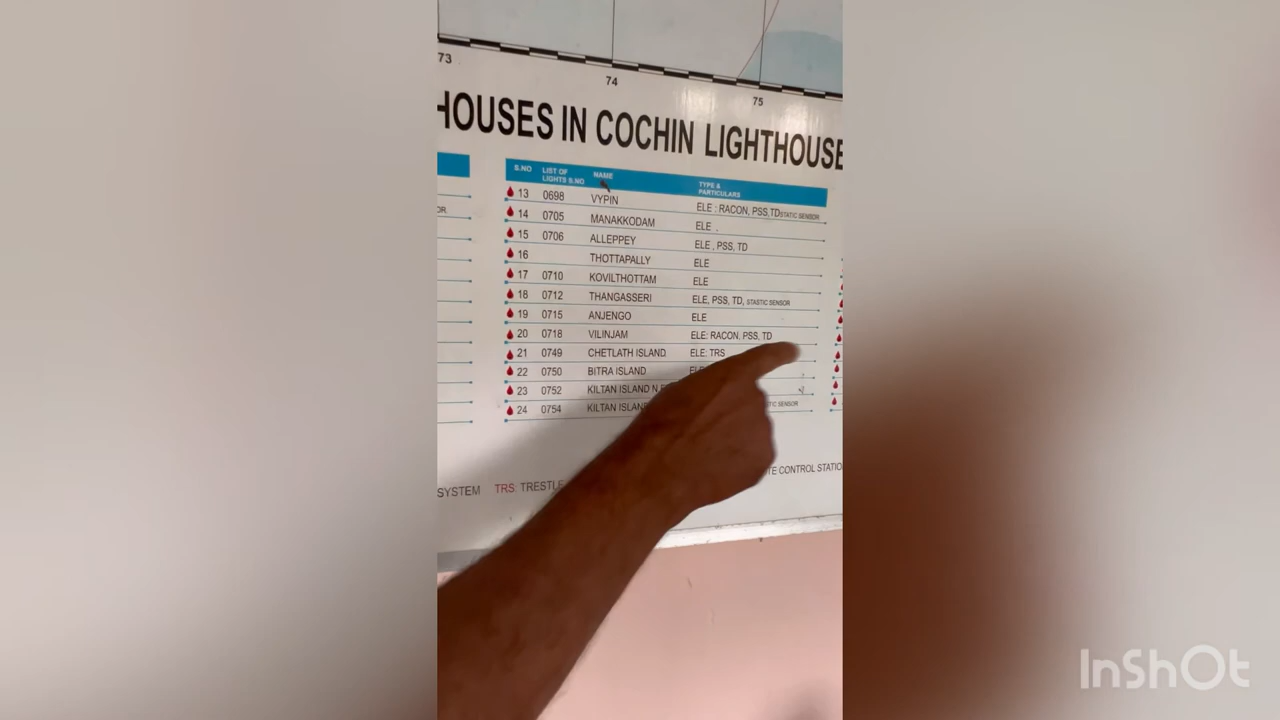 73
74
75
HOUSES IN COCHIN LIGHTHOUSE
S.NO LIST OF LIGHTS S.NO NAME TYPE & PARTICULARS
13 0698 VYPIN ELE : RACON, PSS,TD STATIC SENSOR
14 0705 MANAKKODAM ELE .
15 0706 ALLEPPEY ELE , PSS, TD
16 THOTTAPALLY ELE
17 0710 KOVILTHOTTAM ELE
18 0712 THANGASSERI ELE, PSS, TD, STASTIC SENSOR
19 0715 ANJENGO ELE
20 0718 VILINJAM ELE: RACON, PSS, TD
21 0749 CHETLATH ISLAND ELE: TRS
22 0750 BITRA ISLAND
23 0752 KILTAN ISLAND N
24 0754 KILTAN ISLAND SENSOR
SYSTEM TRS: TRESTLE CONTROL STATIO
InShOt